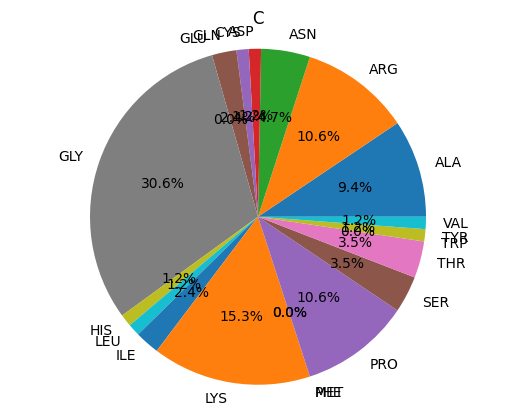 C
ALA
9.4%
ARG
10.6%
ASN
4.7%
ASP
1.2%
CYS
1.2%
GLN
2.4%
GLU
0.0%
GLY
30.6%
HIS
1.2%
LEU
1.2%
ILE
2.4%
LYS
15.3%
MET
0.0%
PHE
0.0%
PRO
10.6%
SER
3.5%
THR
3.5%
TRP
0.0%
TYR
1.2%
VAL
1.2%